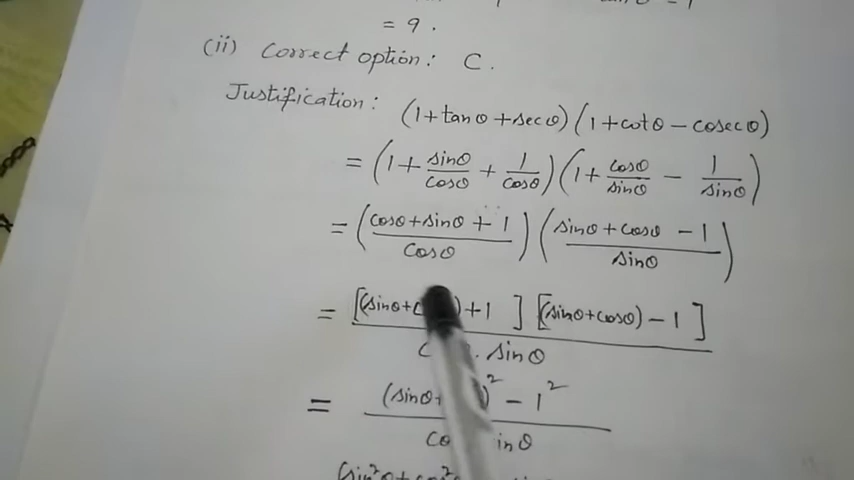 = 9.
(ii) Correct option: C.
Justification: (1+tanθ+secθ)(1+cotθ-cosecθ)
= (1+ sinθ/cosθ + 1/cosθ)(1+ cosθ/sinθ - 1/sinθ)
= ((cosθ+sinθ+1)/cosθ)((sinθ+cosθ-1)/sinθ)
= [(sinθ+ )+1] [(sinθ+cosθ)-1]
. sinθ
= (sinθ+ )² - 1²